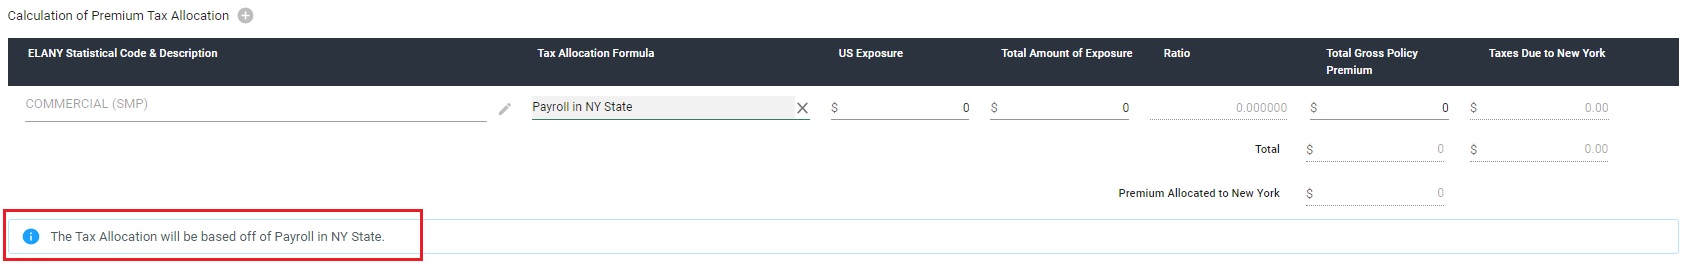 Calculation of Premium Tax Allocation
ELANY Statistical Code & Description Tax Allocation Formula US Exposure Total Amount of Exposure Ratio Total Gross Policy Premium Taxes Due to New York
COMMERCIAL (SMP) Payroll in NY State $ 0 $ 0 0.000000 $ 0 $ 0.00
Total $ 0 $ 0.00
Premium Allocated to New York $ 0
The Tax Allocation will be based off of Payroll in NY State.